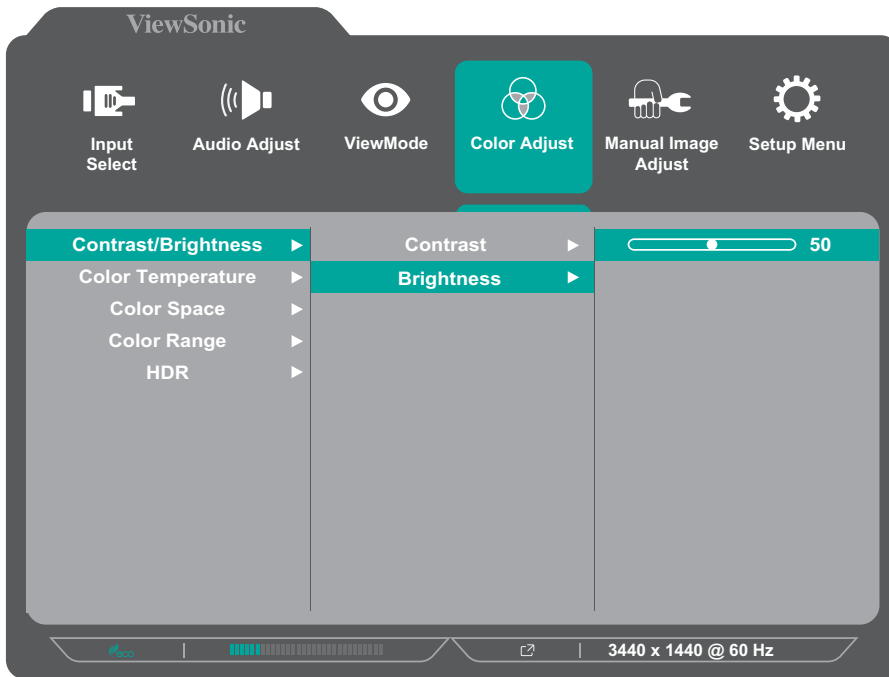 ViewSonic
Input Select
Audio Adjust
ViewMode
Color Adjust
Manual Image Adjust
Setup Menu
Contrast/Brightness
Contrast
50
Color Temperature
Brightness
Color Space
Color Range
HDR
eco
3440 x 1440 @ 60 Hz